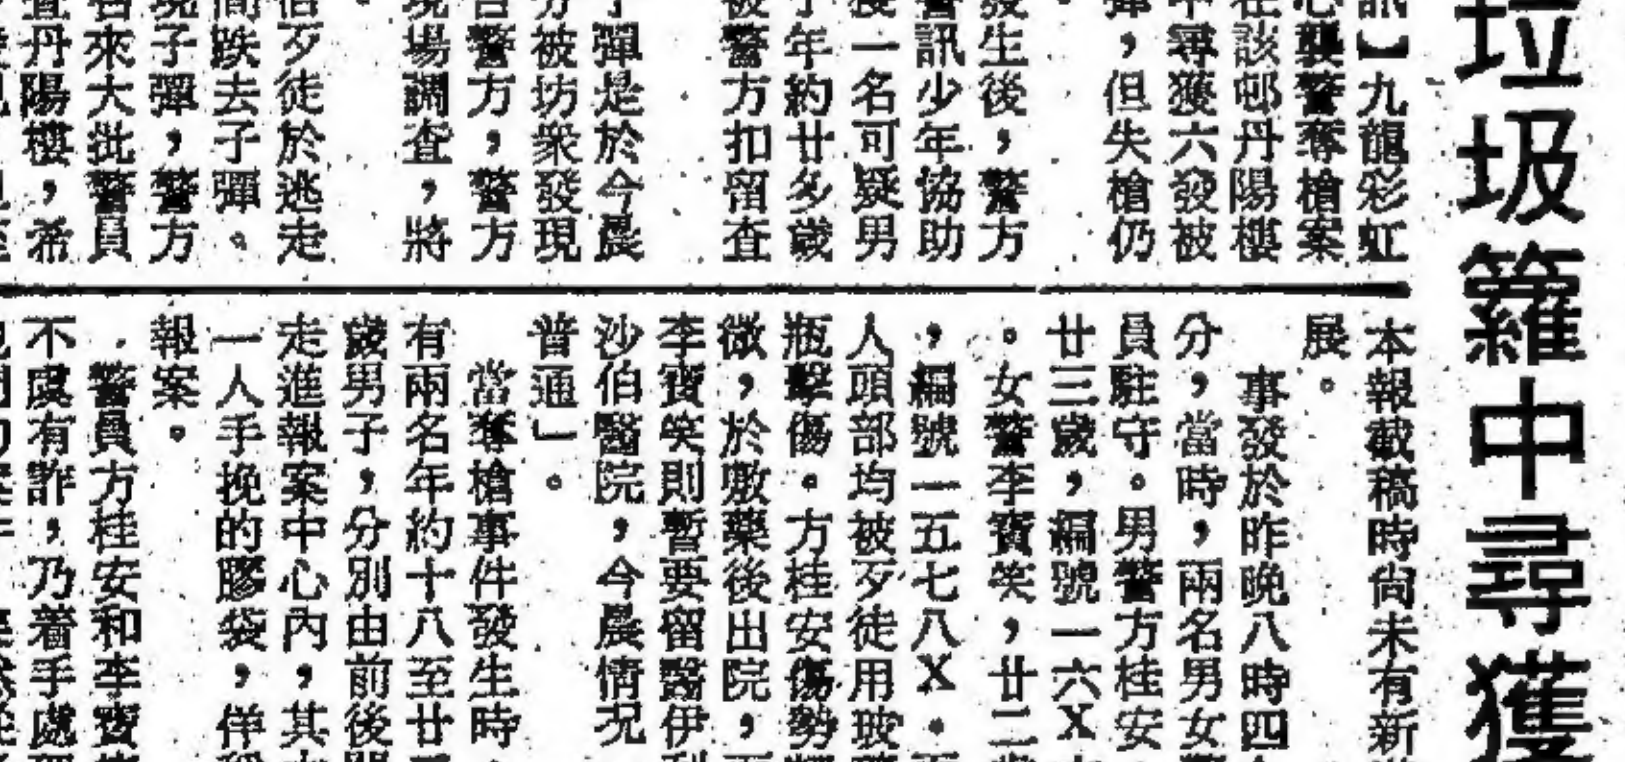 垃圾籮中尋獲
訊】九龍彩虹
心襲警奪槍案
在該邨丹陽樓
中尋獲六發被
彈，但失槍仍
發生後，警方
警訊少年協助
一名可疑男
子年約廿多歲
被警方扣留查
子彈是於今晨
分被坊衆發現
警方，警方
現場調查，將
歹徒於逃走
間跌去子彈。
子彈，警方
來大批警員
查丹陽樓，希
本報截稿時尙未有新
展。
事發於昨晚八時四
分，當時，兩名男女
員駐守。男警方桂安
廿三歲，編號一六X
。女警李寶笑，廿二
，編號一五七八X。
人頭部均被歹徒用玻
瓶擊傷。方桂安傷勢
微，於敷藥後出院，
李寶笑則暫要留醫伊
沙伯醫院，今晨情况
普通」。
當奪槍事件發生時
有兩名年約十八至廿
歲男子，分別由前後
走進報案中心內，其
一人手挽的膠袋，佯
報案。
警員方桂安和李寶
不虞有詐，乃着手處